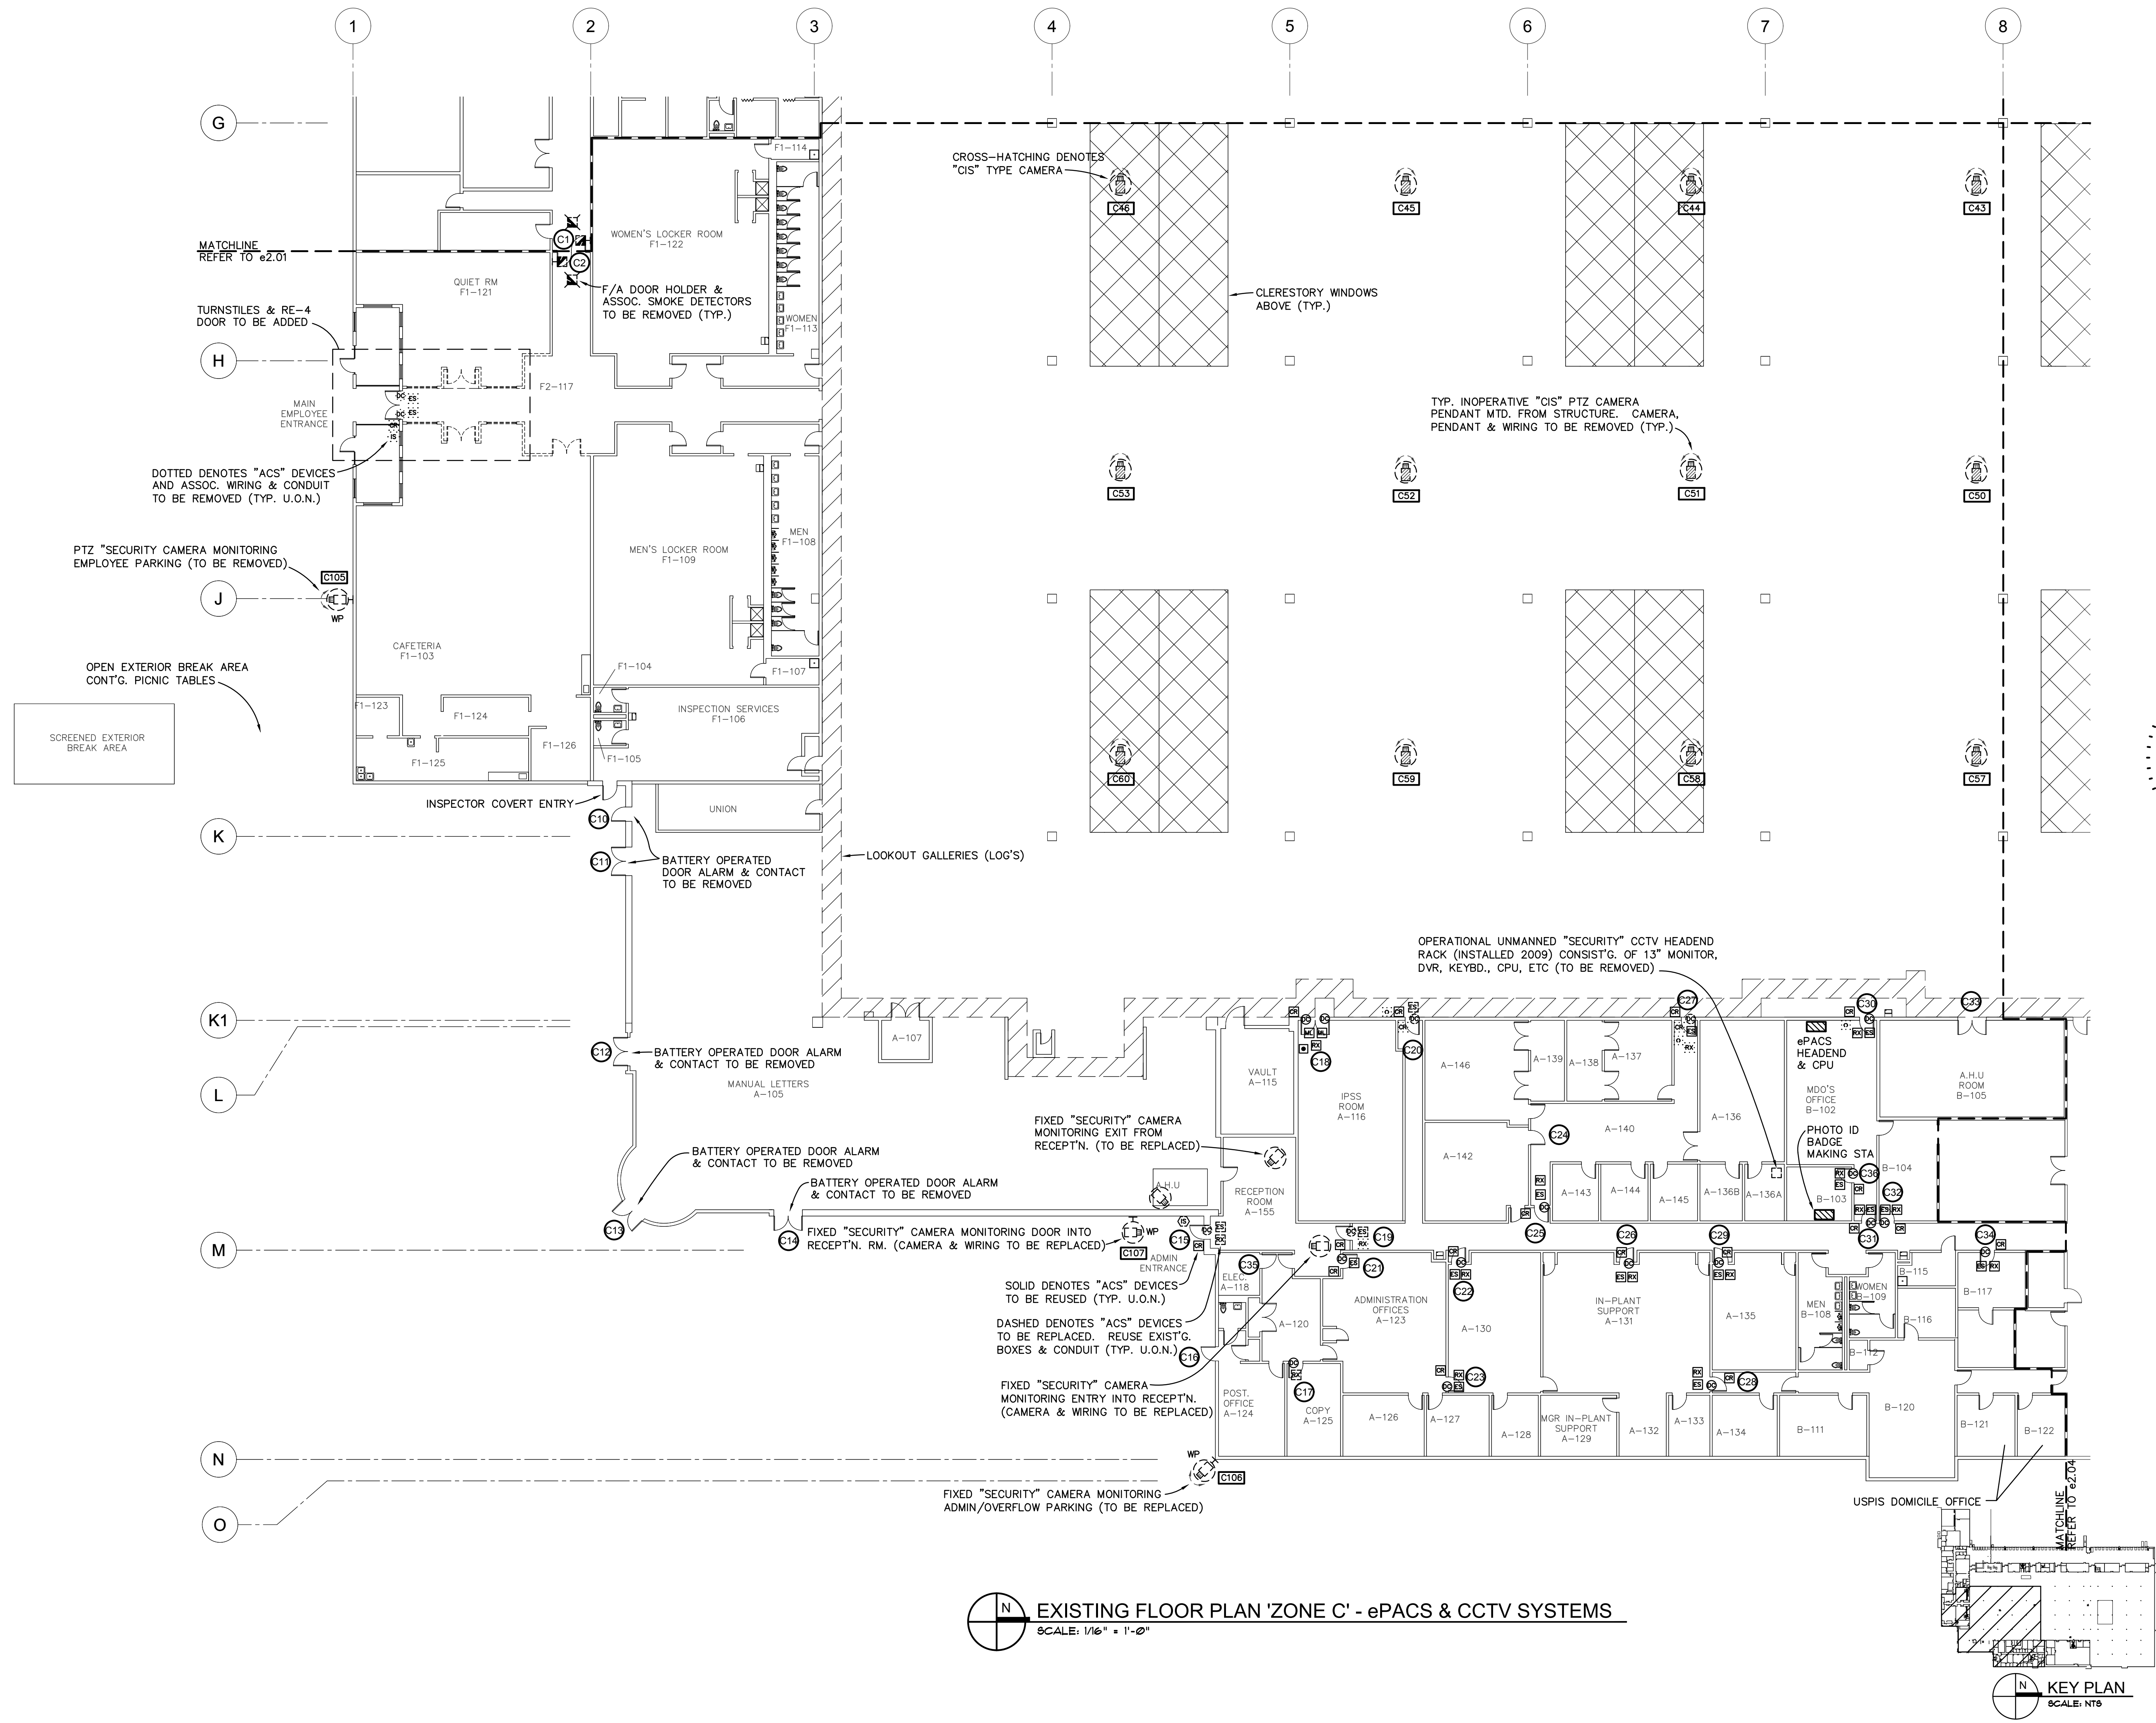 1
2
3
4
5
6
7
8
G
CROSS-HATCHING DENOTES
"CIS" TYPE CAMERA
F1-114
C46
C45
C44
C43
WOMEN'S LOCKER ROOM
F1-122
C1
C2
MATCHLINE
REFER TO e2.01
QUIET RM
F1-121
F/A DOOR HOLDER &
ASSOC. SMOKE DETECTORS
TO BE REMOVED (TYP.)
CLERESTORY WINDOWS
ABOVE (TYP.)
WOMEN
F1-113
TURNSTILES & RE-4
DOOR TO BE ADDED
H
F2-117
MAIN
EMPLOYEE
ENTRANCE
DC
ES
DC
ES
CR
IS
TYP. INOPERATIVE "CIS" PTZ CAMERA
PENDANT MTD. FROM STRUCTURE. CAMERA,
PENDANT & WIRING TO BE REMOVED (TYP.)
DOTTED DENOTES "ACS" DEVICES
AND ASSOC. WIRING & CONDUIT
TO BE REMOVED (TYP. U.O.N.)
C53
C52
C51
C50
MEN
F1-108
MEN'S LOCKER ROOM
F1-109
PTZ "SECURITY CAMERA MONITORING
EMPLOYEE PARKING (TO BE REMOVED)
C105
J
WP
CAFETERIA
F1-103
OPEN EXTERIOR BREAK AREA
CONT'G. PICNIC TABLES
F1-104
F1-107
F1-123
F1-124
INSPECTION SERVICES
F1-106
SCREENED EXTERIOR
BREAK AREA
F1-126
F1-125
F1-105
C60
C59
C58
C57
INSPECTOR COVERT ENTRY
UNION
C10
K
C11
BATTERY OPERATED
DOOR ALARM & CONTACT
TO BE REMOVED
LOOKOUT GALLERIES (LOG'S)
OPERATIONAL UNMANNED "SECURITY" CCTV HEADEND
RACK (INSTALLED 2009) CONSIST'G. OF 13" MONITOR,
DVR, KEYBD., CPU, ETC (TO BE REMOVED)
K1
C27
C30
C33
C12
BATTERY OPERATED DOOR ALARM
& CONTACT TO BE REMOVED
A-107
C18
C20
ePACS
HEADEND
& CPU
L
MANUAL LETTERS
A-105
VAULT
A-115
IPSS
ROOM
A-116
A-146
A-139
A-138
A-137
A-136
MDO'S
OFFICE
B-102
A.H.U
ROOM
B-105
FIXED "SECURITY" CAMERA
MONITORING EXIT FROM
RECEPT'N. (TO BE REPLACED)
C24
A-140
A-142
PHOTO ID
BADGE
MAKING STA
BATTERY OPERATED DOOR ALARM
& CONTACT TO BE REMOVED
BATTERY OPERATED DOOR ALARM
& CONTACT TO BE REMOVED
A.H.U
RECEPTION
ROOM
A-155
A-143
A-144
A-145
A-136B
A-136A
B-103
B-104
C36
C32
C13
C14
FIXED "SECURITY" CAMERA MONITORING DOOR INTO
RECEPT'N. RM. (CAMERA & WIRING TO BE REPLACED)
WP
C107
C15
C19
C25
C26
C29
C31
C34
M
ADMIN
ENTRANCE
C35
C21
C22
ELEC.
A-118
SOLID DENOTES "ACS" DEVICES
TO BE REUSED (TYP. U.O.N.)
ADMINISTRATION
OFFICES
A-123
A-120
A-130
IN-PLANT
SUPPORT
A-131
A-135
MEN
B-108
WOMEN
B-109
B-115
B-117
B-116
B-112
DASHED DENOTES "ACS" DEVICES
TO BE REPLACED. REUSE EXIST'G.
BOXES & CONDUIT (TYP. U.O.N.)
C16
C17
C23
C28
FIXED "SECURITY" CAMERA
MONITORING ENTRY INTO RECEPT'N.
(CAMERA & WIRING TO BE REPLACED)
POST.
OFFICE
A-124
COPY
A-125
A-126
A-127
A-128
MGR IN-PLANT
SUPPORT
A-129
A-132
A-133
A-134
B-111
B-120
B-121
B-122
N
WP
C106
FIXED "SECURITY" CAMERA MONITORING
ADMIN/OVERFLOW PARKING (TO BE REPLACED)
USPIS DOMICILE OFFICE
MATCHLINE
REFER TO e2.04
O
N
EXISTING FLOOR PLAN 'ZONE C' - ePACS & CCTV SYSTEMS
SCALE: 1/16" = 1'-0"
N
KEY PLAN
SCALE: NTS